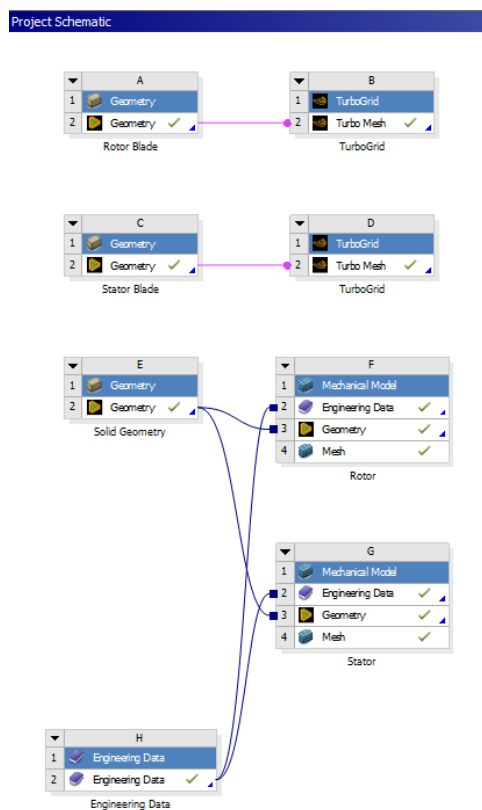 Project Schematic
A
1 Geometry
2 Geometry
Rotor Blade
B
1 TurboGrid
2 Turbo Mesh
TurboGrid
C
1 Geometry
2 Geometry
Stator Blade
D
1 TurboGrid
2 Turbo Mesh
TurboGrid
E
1 Geometry
2 Geometry
Solid Geometry
F
1 Mechanical Model
2 Engineering Data
3 Geometry
4 Mesh
Rotor
G
1 Mechanical Model
2 Engineering Data
3 Geometry
4 Mesh
Stator
H
1 Engineering Data
2 Engineering Data
Engineering Data